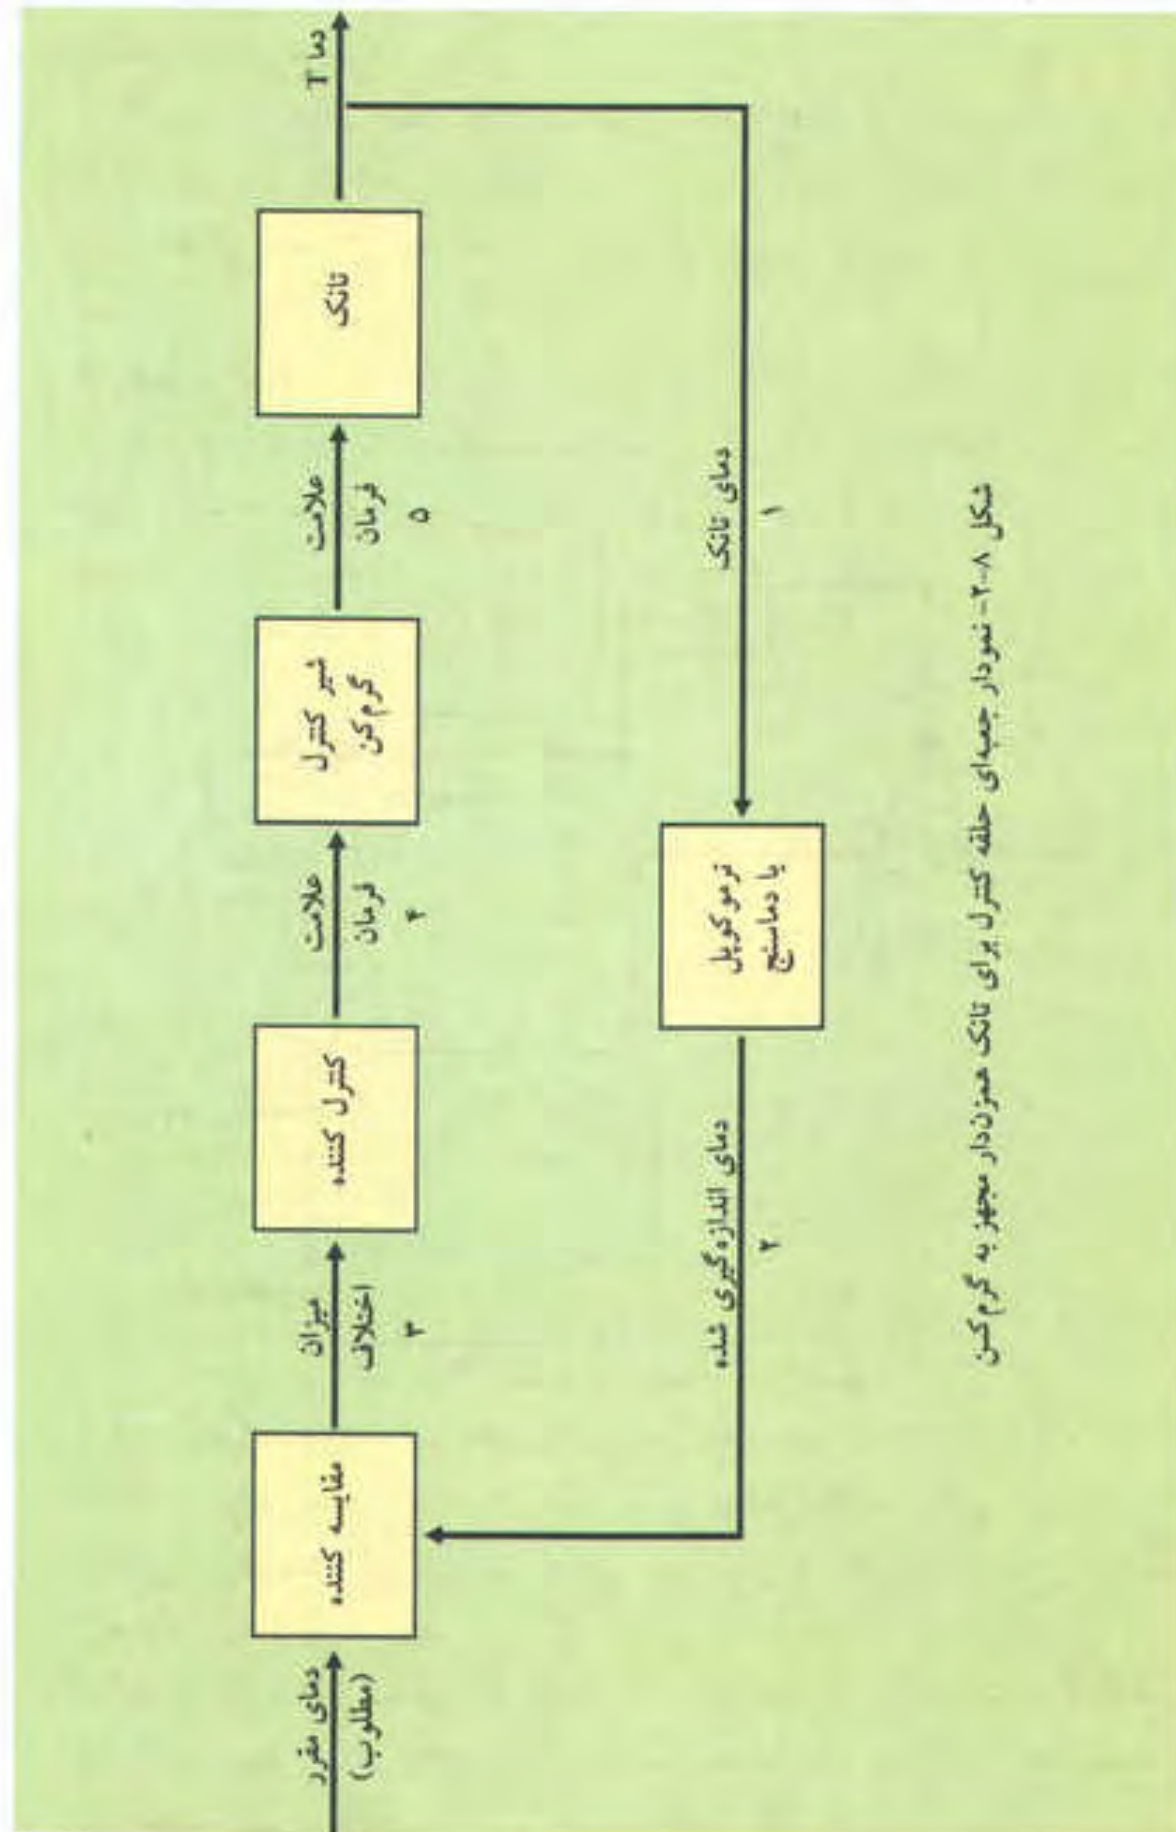 دمای مقرر
(مطلوب)
مقایسه کننده
میزان
اختلاف
۳
کنترل کننده
علامت
فرمان
۴
شیر کنترل
گرم‌کن
علامت
فرمان
۵
تانک
دما T
دمای تانک
۱
ترموکوپل
یا دماسنج
دمای اندازه‌گیری شده
۲
شکل ۸-۲- نمودار جعبه‌ای حلقه کنترل برای تانک همزن‌دار مجهز به گرم‌کن